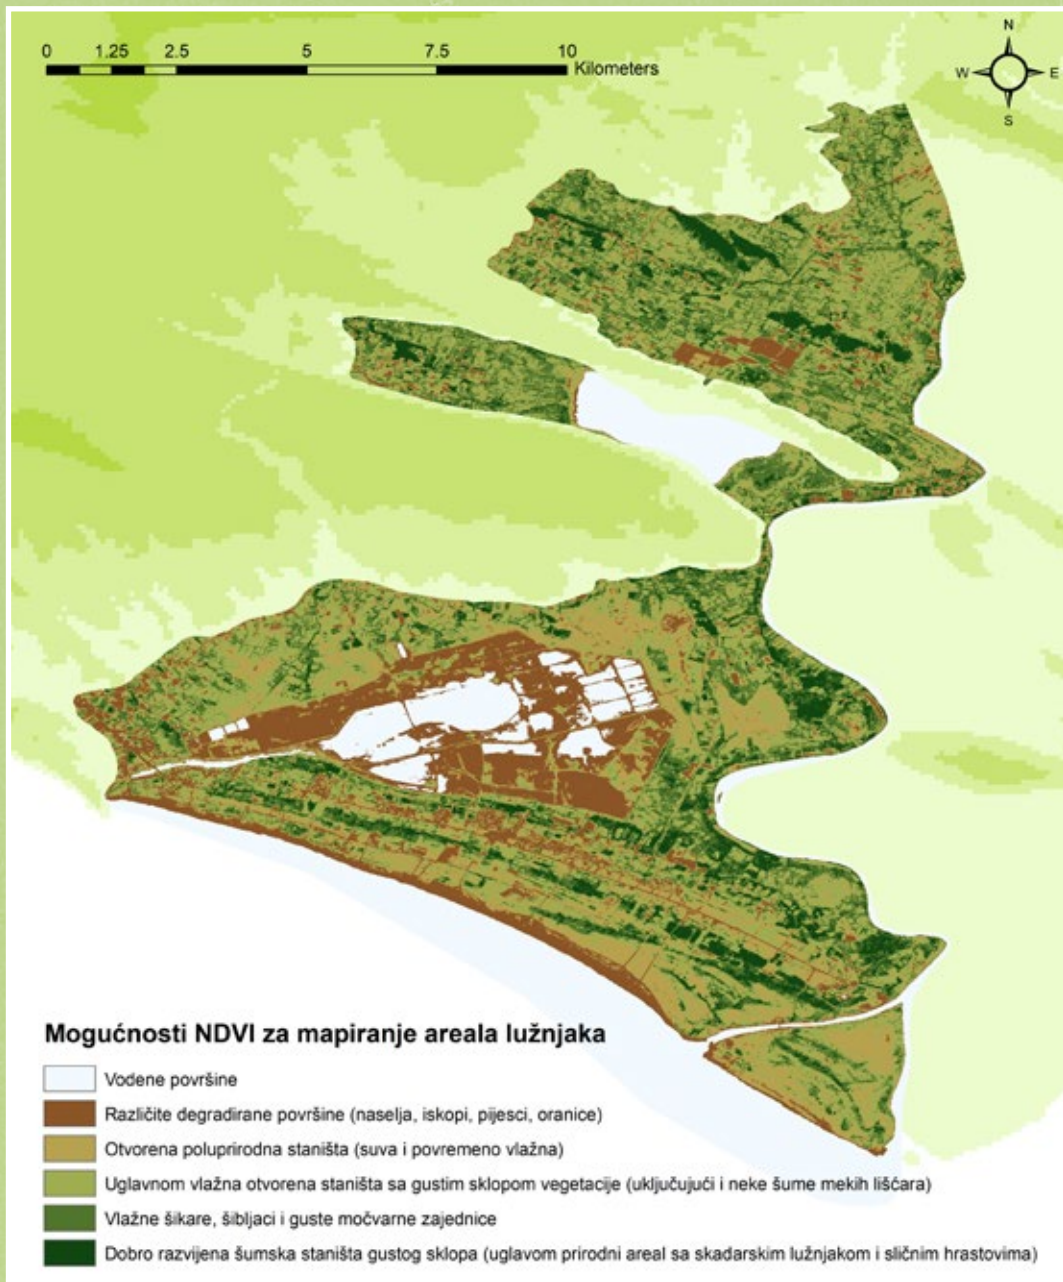 0 1.25 2.5 5 7.5 10
Kilometers
N
W E
S
Mogućnosti NDVI za mapiranje areala lužnjaka
Vodene površine
Različite degradirane površine (naselja, iskopi, pijesci, oranice)
Otvorena poluprirodna staništa (suva i povremeno vlažna)
Uglavnom vlažna otvorena staništa sa gustim sklopom vegetacije (uključujući i neke šume mekih lišćara)
Vlažne šikare, šibljaci i guste močvarne zajednice
Dobro razvijena šumska staništa gustog sklopa (uglavom prirodni areal sa skadarskim lužnjakom i sličnim hrastovima)